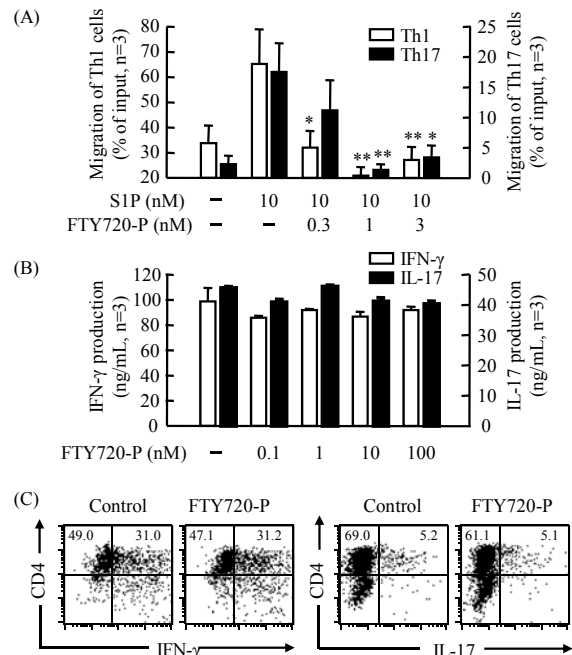 (A)
Migration of Th1 cells
(% of input, n=3)
80
70
60
50
40
30
20
Th1
Th17
25
20
15
10
5
0
Migration of Th17 cells
(% of input, n=3)
* ** ** ** *
S1P (nM) – 10 10 10 10
FTY720-P (nM) – – 0.3 1 3
(B)
IFN-γ production
(ng/mL, n=3)
120
100
80
60
40
20
0
IFN-γ
IL-17
50
40
30
20
10
0
IL-17 production
(ng/mL, n=3)
FTY720-P (nM) – 0.1 1 10 100
(C)
Control FTY720-P Control FTY720-P
49.0 31.0 47.1 31.2 69.0 5.2 61.1 5.1
CD4
CD4
IFN-γ IL-17